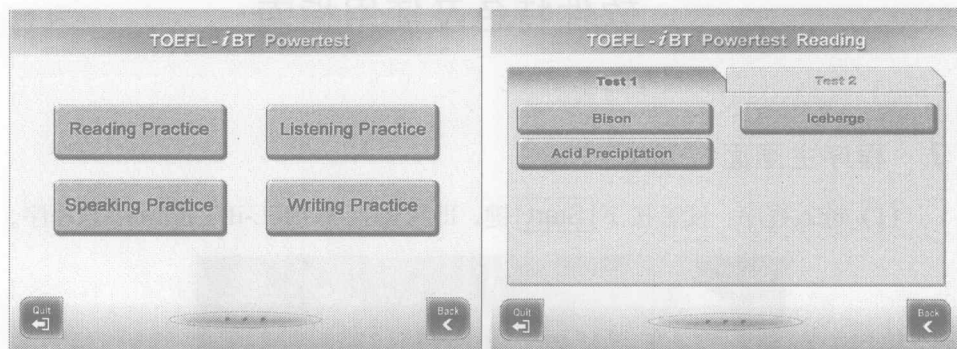 TOEFL - iBT Powertest
Reading Practice
Listening Practice
Speaking Practice
Writing Practice
Quit
Back
TOEFL - iBT Powertest Reading
Test 1
Test 2
Bison
Icebergs
Acid Precipitation
Quit
Back